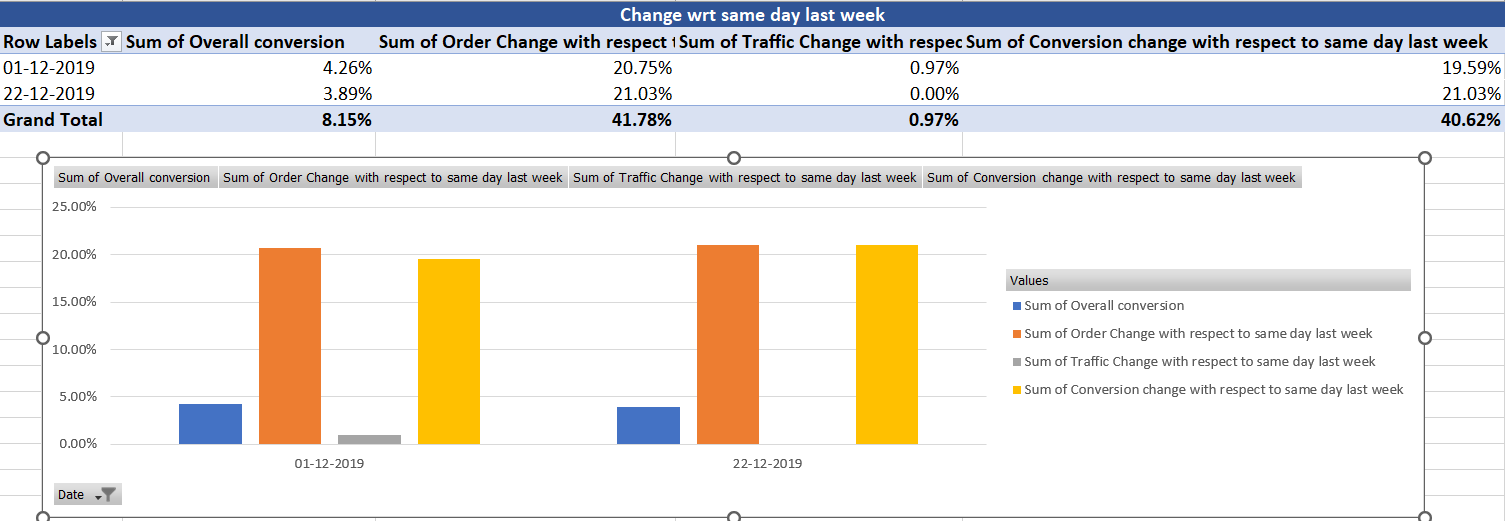 Change wrt same day last week
Row Labels Sum of Overall conversion Sum of Order Change with respect t Sum of Traffic Change with respec Sum of Conversion change with respect to same day last week
01-12-2019 4.26% 20.75% 0.97% 19.59%
22-12-2019 3.89% 21.03% 0.00% 21.03%
Grand Total 8.15% 41.78% 0.97% 40.62%
Sum of Overall conversion Sum of Order Change with respect to same day last week Sum of Traffic Change with respect to same day last week Sum of Conversion change with respect to same day last week
25.00%
20.00%
15.00%
10.00%
5.00%
0.00%
01-12-2019 22-12-2019
Values
Sum of Overall conversion
Sum of Order Change with respect to same day last week
Sum of Traffic Change with respect to same day last week
Sum of Conversion change with respect to same day last week
Date